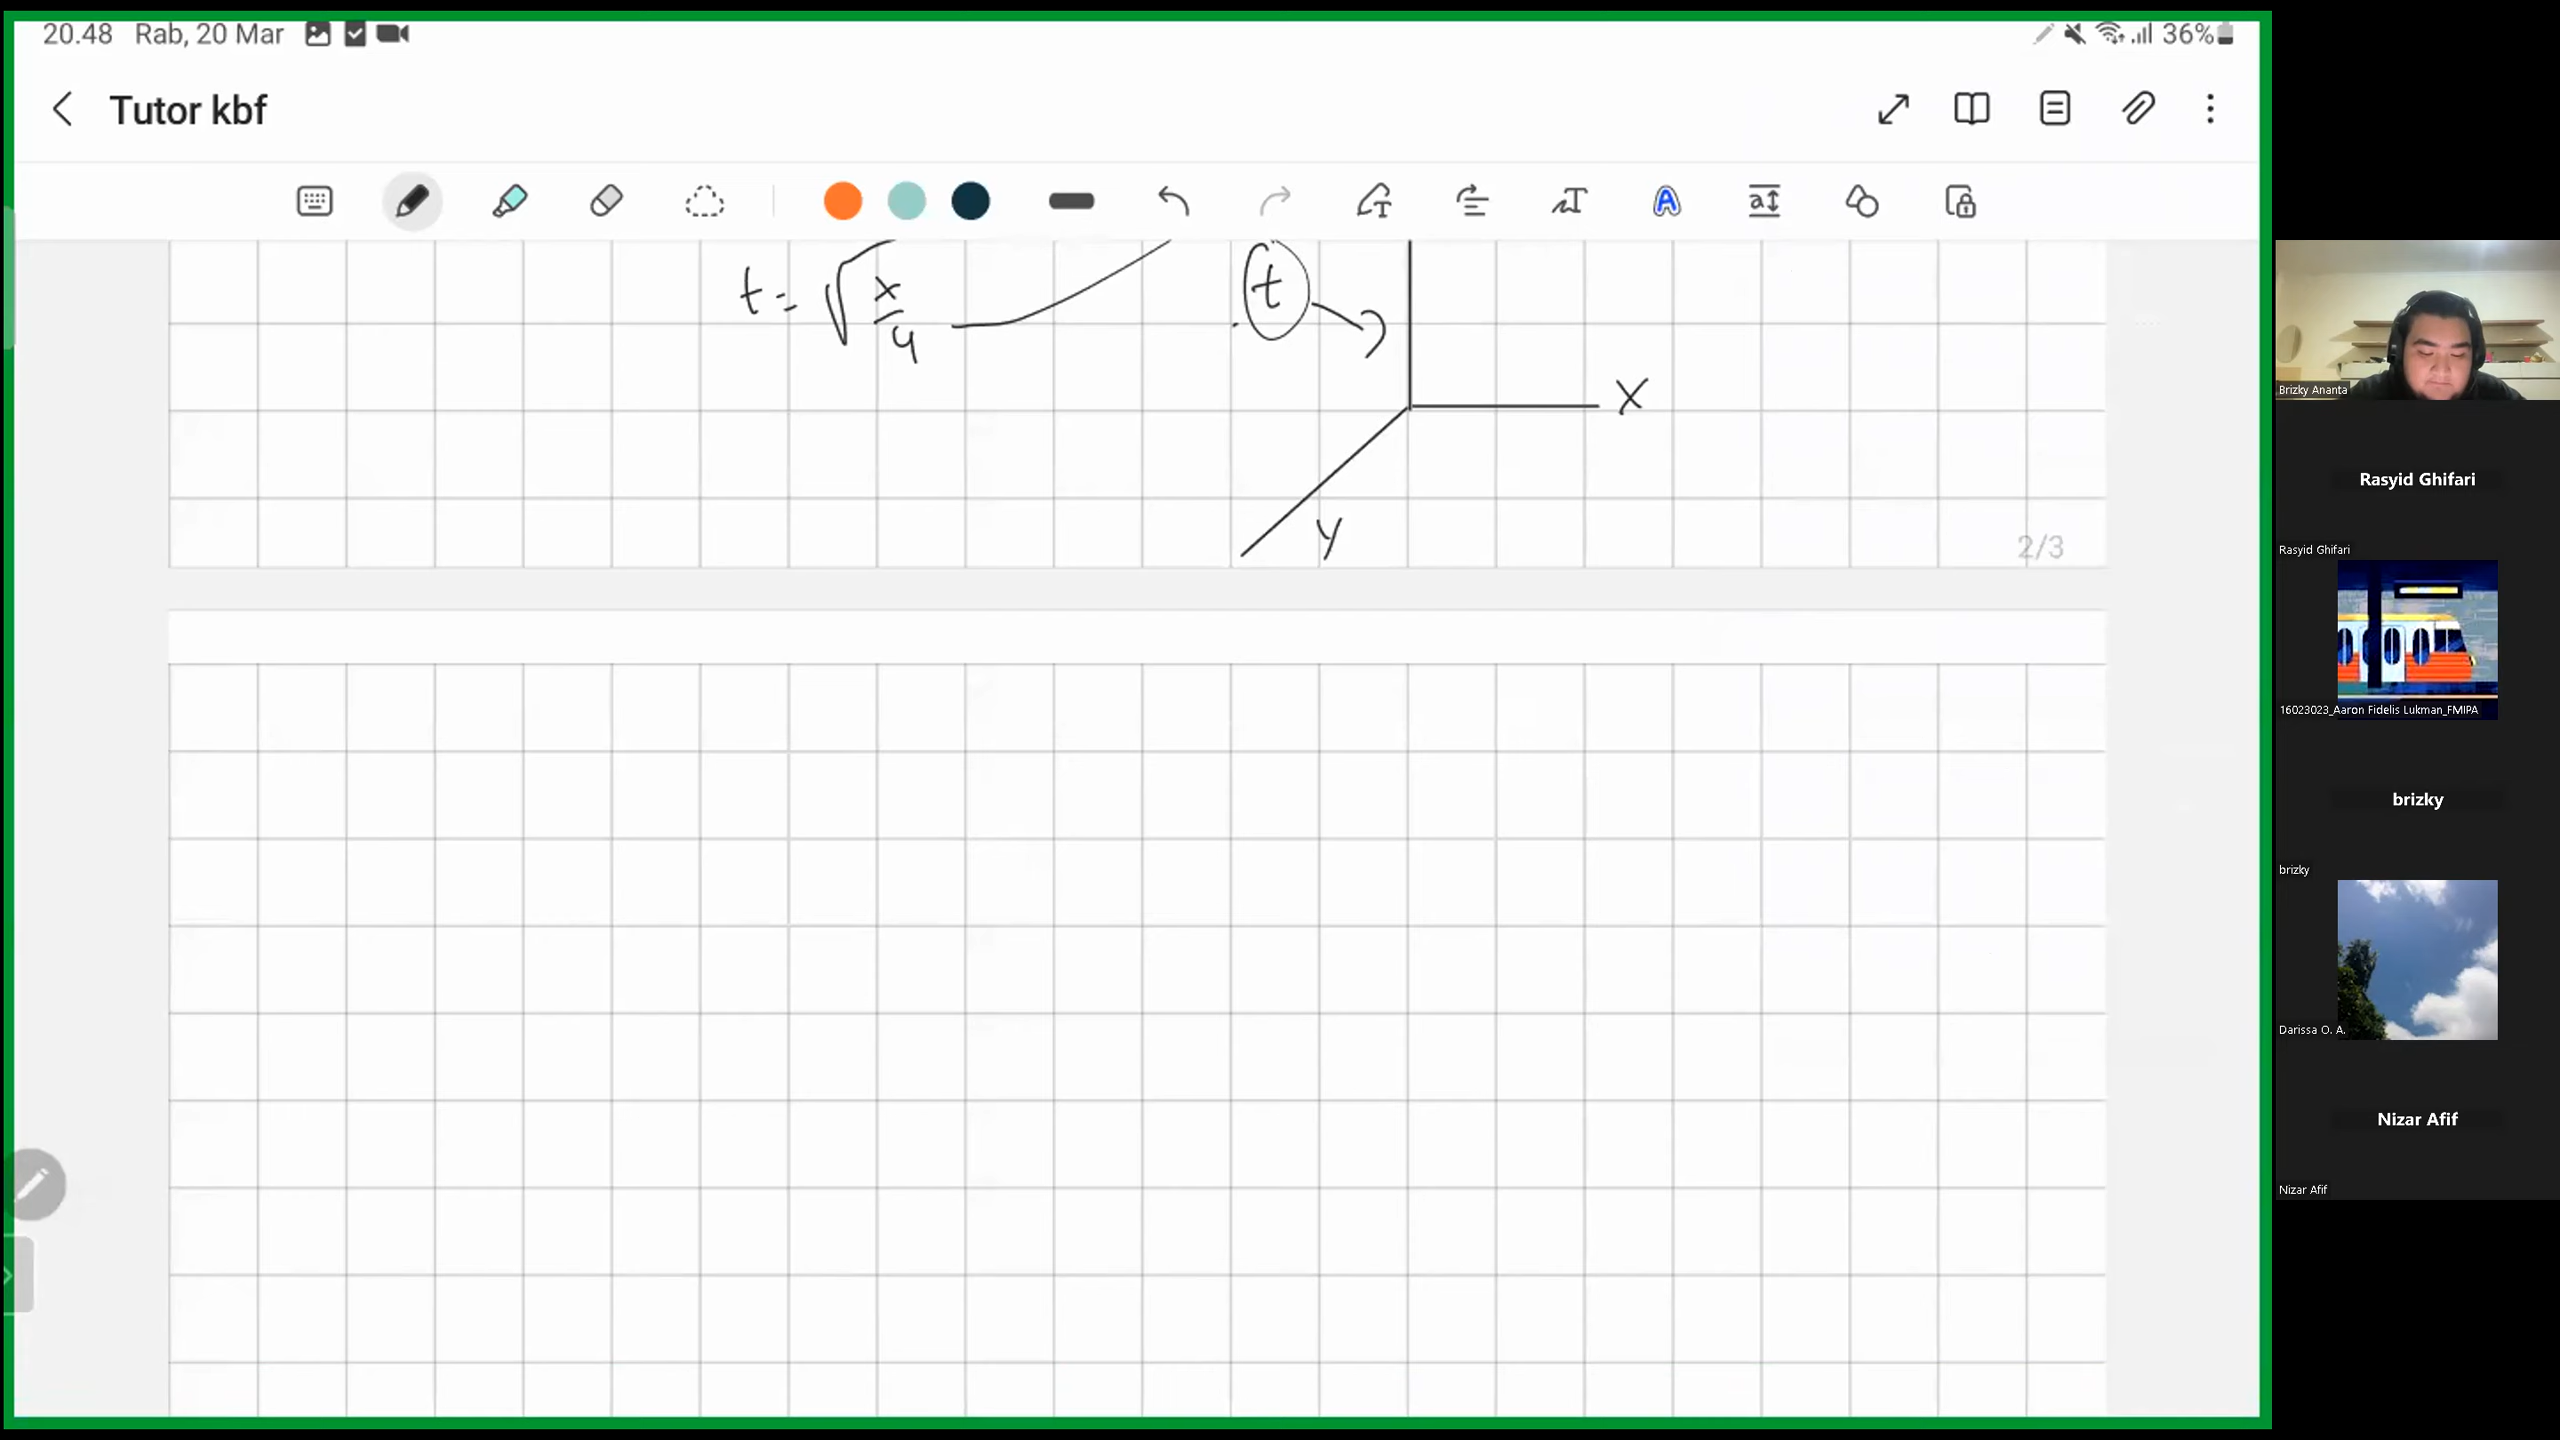 20.48 Rab, 20 Mar
36%
Tutor kbf
t = √x/4
t
X
y
2/3
Brizky Ananta
Rasyid Ghifari
Rasyid Ghifari
16023023_Aaron Fidelis Lukman_FMIPA
brizky
brizky
Darissa O. A.
Nizar Afif
Nizar Afif